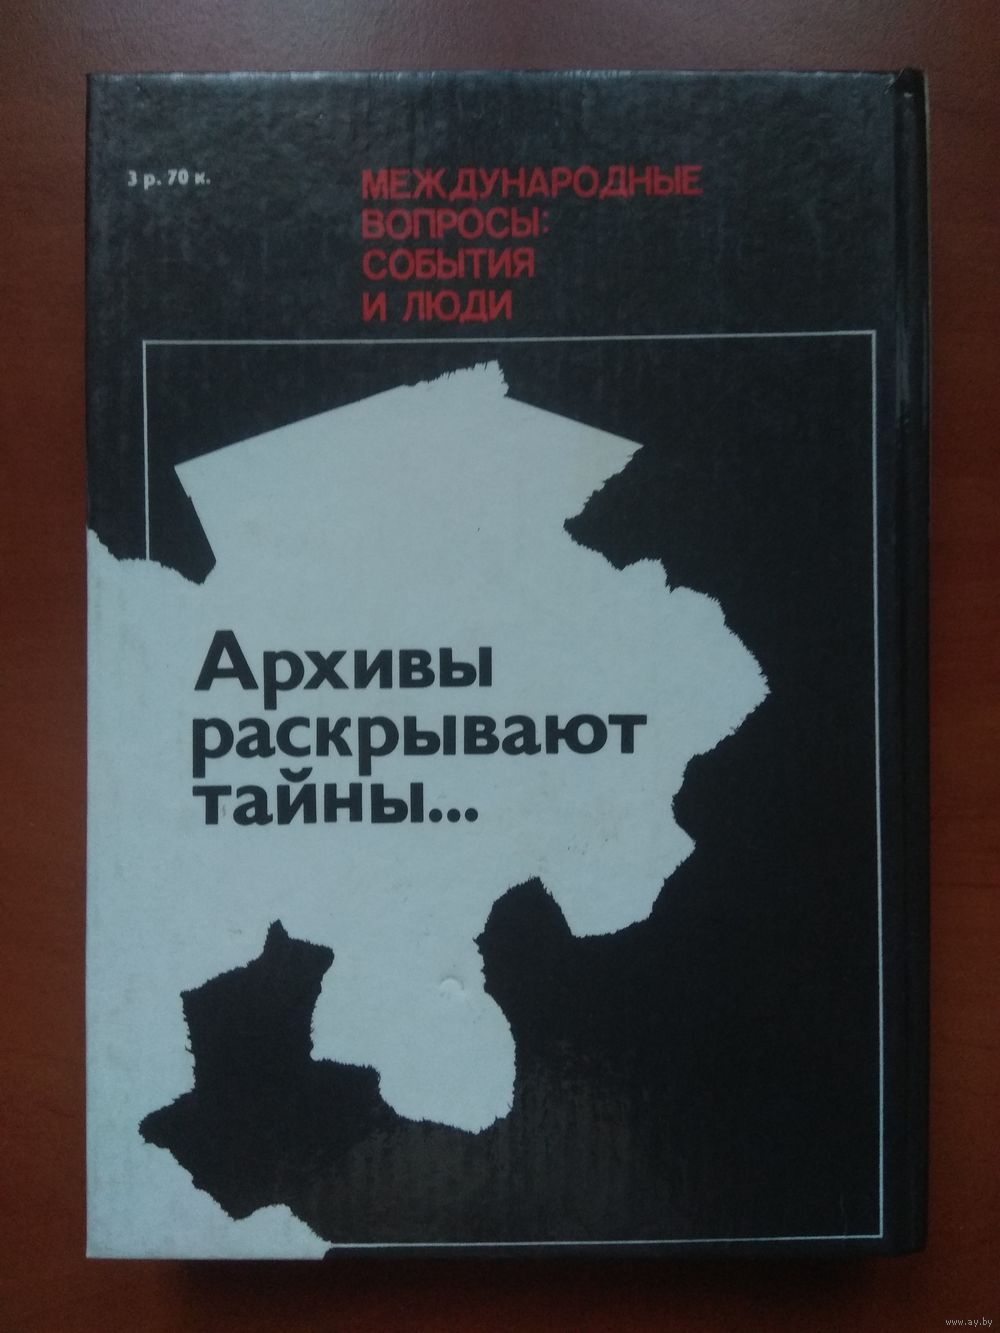 3 р. 70 к.
МЕЖДУНАРОДНЫЕ
ВОПРОСЫ:
СОБЫТИЯ
И ЛЮДИ
Архивы
раскрывают
тайны...
www.ay.by